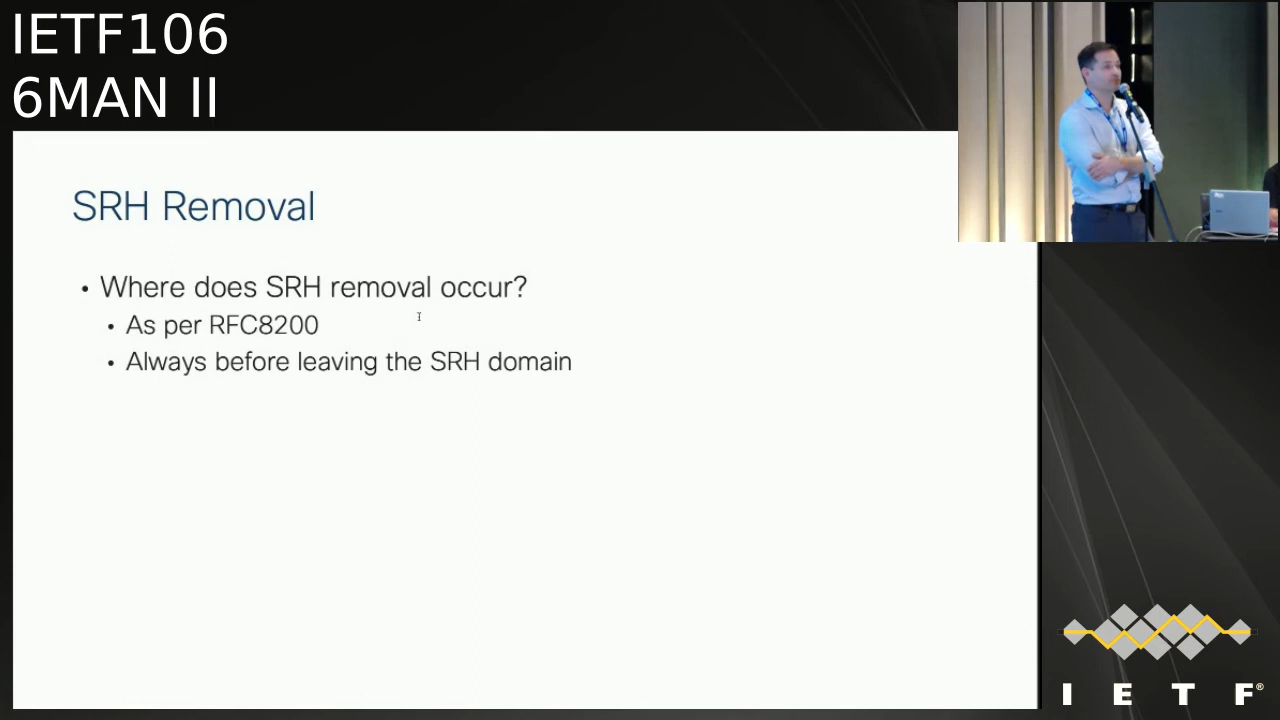 IETF106
6MAN II
SRH Removal
• Where does SRH removal occur?
• As per RFC8200
• Always before leaving the SRH domain
I E T F®